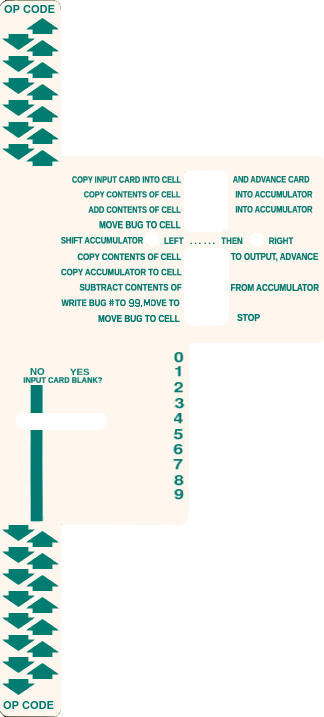 OP CODE
COPY INPUT CARD INTO CELL AND ADVANCE CARD
COPY CONTENTS OF CELL INTO ACCUMULATOR
ADD CONTENTS OF CELL INTO ACCUMULATOR
MOVE BUG TO CELL
SHIFT ACCUMULATOR LEFT ...... THEN RIGHT
COPY CONTENTS OF CELL TO OUTPUT, ADVANCE
COPY ACCUMULATOR TO CELL
SUBTRACT CONTENTS OF FROM ACCUMULATOR
WRITE BUG # TO 99, MOVE TO
MOVE BUG TO CELL STOP
0
1
NO YES
INPUT CARD BLANK?
2
3
4
5
6
7
8
9
OP CODE